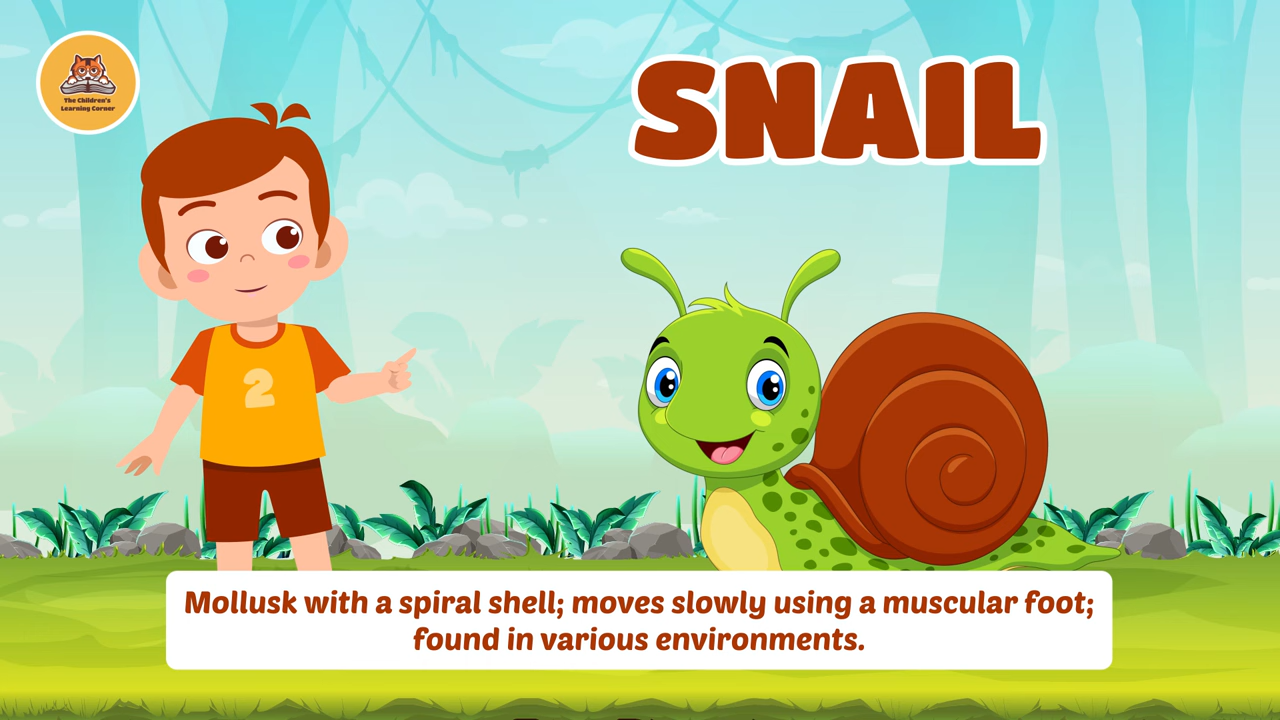 The Children's
Learning Corner
SNAIL
2
Mollusk with a spiral shell; moves slowly using a muscular foot;
found in various environments.